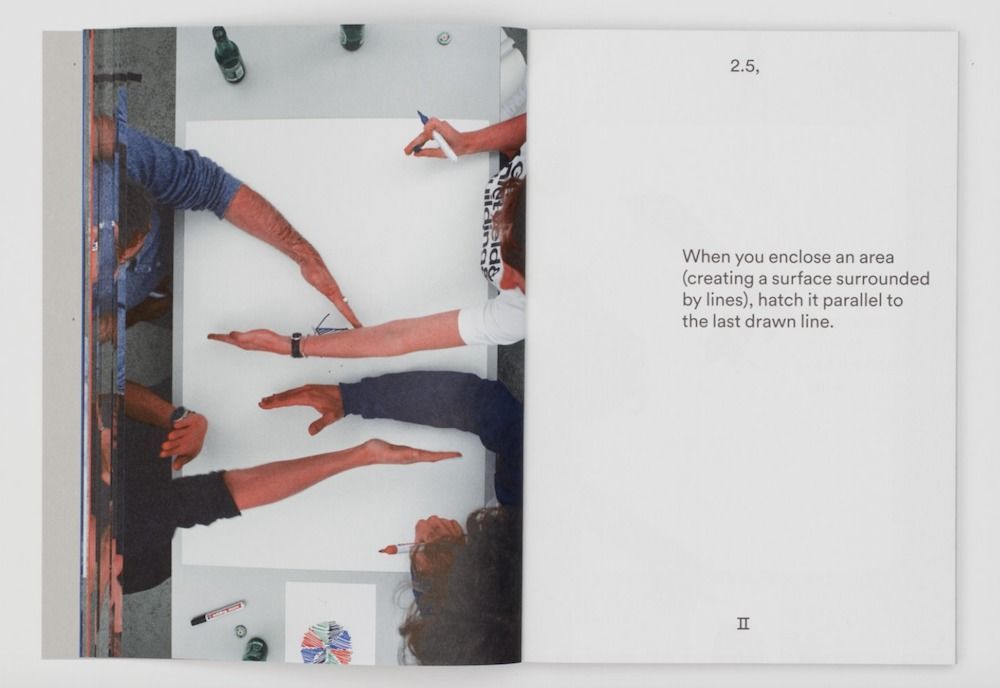 2.5,
When you enclose an area
(creating a surface surrounded
by lines), hatch it parallel to
the last drawn line.
II